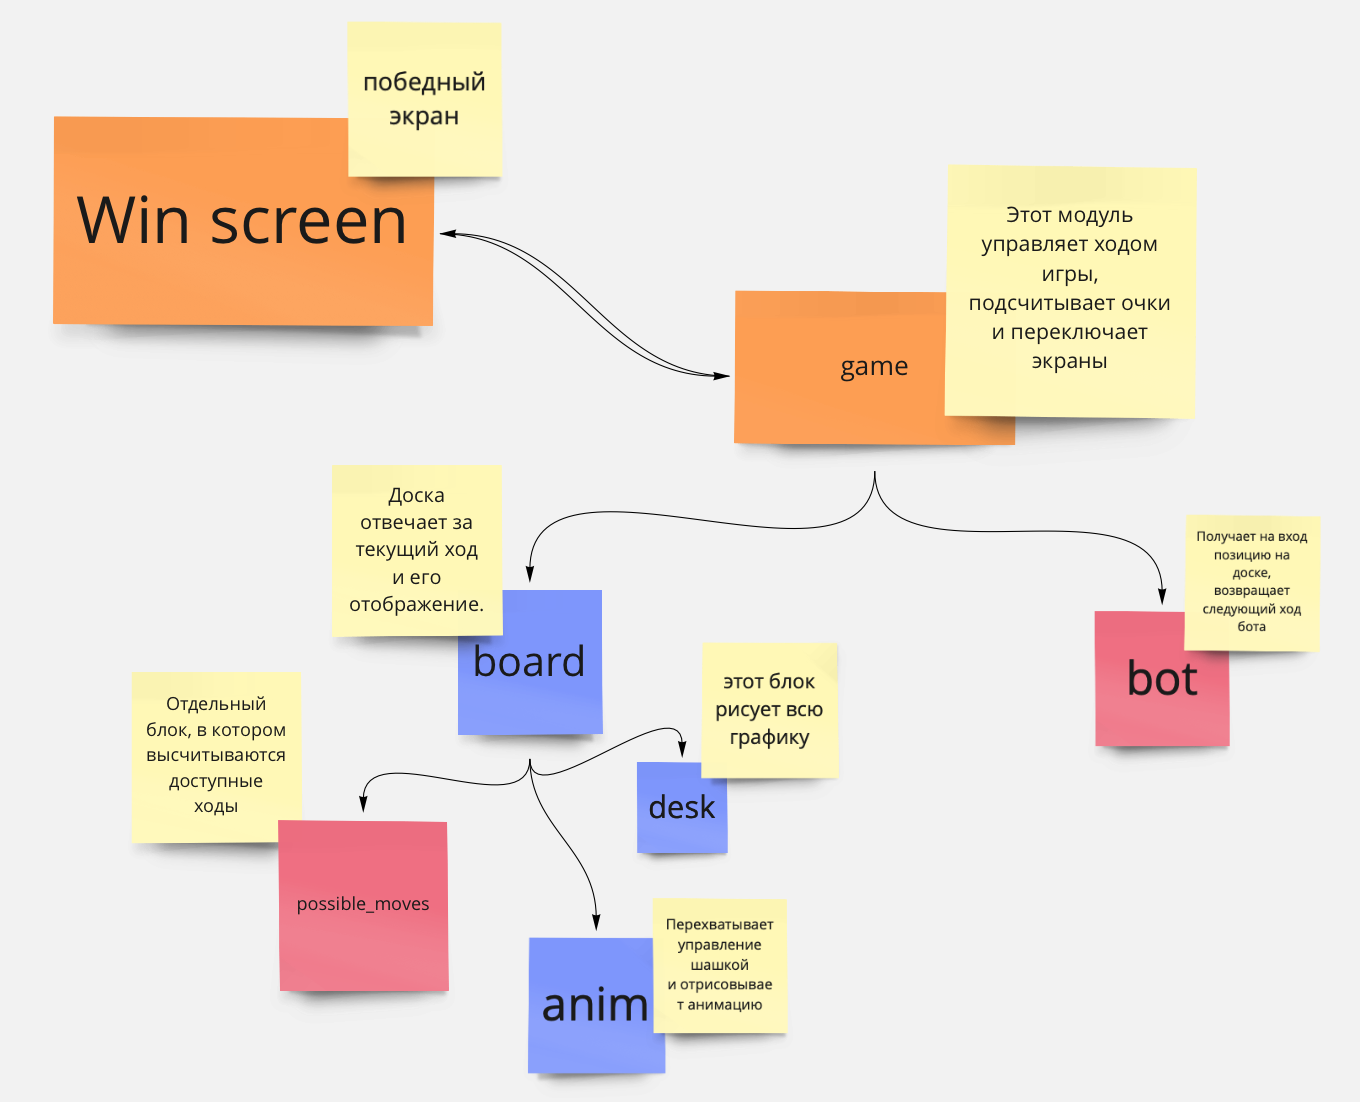 победный
экран
Win screen
Этот модуль
управляет ходом
игры,
подсчитывает очки
и переключает
экраны
game
Доска
отвечает за
текущий ход
и его
отображение.
board
Получает на вход
позицию на
доске,
возвращает
следующий ход
бота
bot
этот блок
рисует всю
графику
desk
Отдельный
блок, в котором
высчитываются
доступные
ходы
possible_moves
Перехватывает
управление
шашкой
и отрисовывае
т анимацию
anim